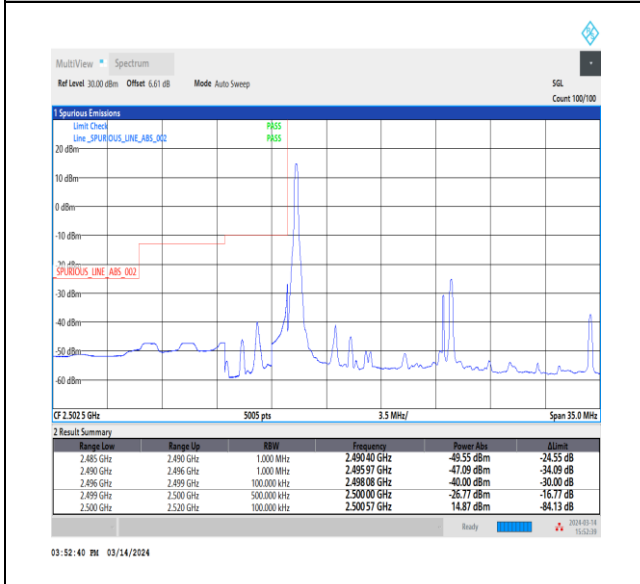 MultiView Spectrum
Ref Level 30.00 dBm Offset 6.61 dB Mode Auto Sweep SGL
Count 100/100
1 Spurious Emissions
Limit Check PASS
Line _SPURIOUS_LINE_ABS_002 PASS
20 dBm
10 dBm
0 dBm
-10 dBm
-20 dBm
SPURIOUS_LINE_ABS_002
-30 dBm
-40 dBm
-50 dBm
-60 dBm
CF 2.502 5 GHz 5005 pts 3.5 MHz/ Span 35.0 MHz
2 Result Summary
Range Low Range Up RBW Frequency Power Abs ΔLimit
2.485 GHz 2.490 GHz 1.000 MHz 2.490 40 GHz -49.55 dBm -24.55 dB
2.490 GHz 2.496 GHz 1.000 MHz 2.495 97 GHz -47.09 dBm -34.09 dB
2.496 GHz 2.499 GHz 100.000 kHz 2.498 08 GHz -40.00 dBm -30.00 dB
2.499 GHz 2.500 GHz 500.000 kHz 2.500 00 GHz -26.77 dBm -16.77 dB
2.500 GHz 2.520 GHz 100.000 kHz 2.500 57 GHz 14.87 dBm -84.13 dB
Ready 2024-03-14
15:52:39
03:52:40 PM 03/14/2024